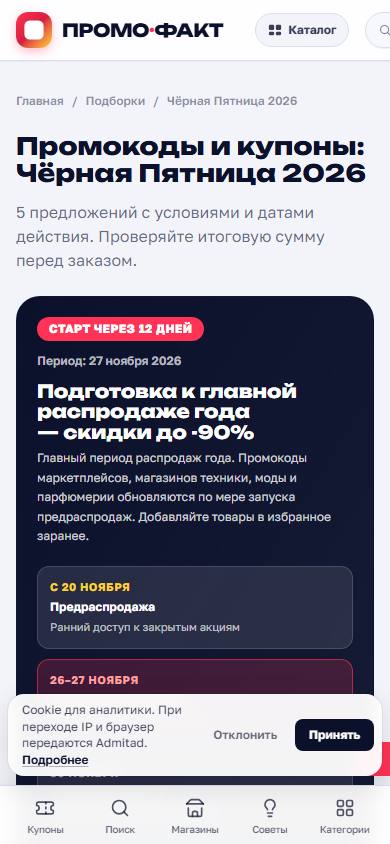 ПРОМО•ФАКТ
Каталог
Главная / Подборки / Чёрная Пятница 2026
Промокоды и купоны:
Чёрная Пятница 2026
5 предложений с условиями и датами
действия. Проверяйте итоговую сумму
перед заказом.
СТАРТ ЧЕРЕЗ 12 ДНЕЙ
Период: 27 ноября 2026
Подготовка к главной
распродаже года
— скидки до -90%
Главный период распродаж года. Промокоды
маркетплейсов, магазинов техники, моды и
парфюмерии обновляются по мере запуска
предраспродаж. Добавляйте товары в избранное
заранее.
С 20 НОЯБРЯ
Предраспродажа
Ранний доступ к закрытым акциям
26–27 НОЯБРЯ
Cookie для аналитики. При
переходе IP и браузер
передаются Admitad.
Подробнее
Отклонить
Принять
Купоны
Поиск
Магазины
Советы
Категории